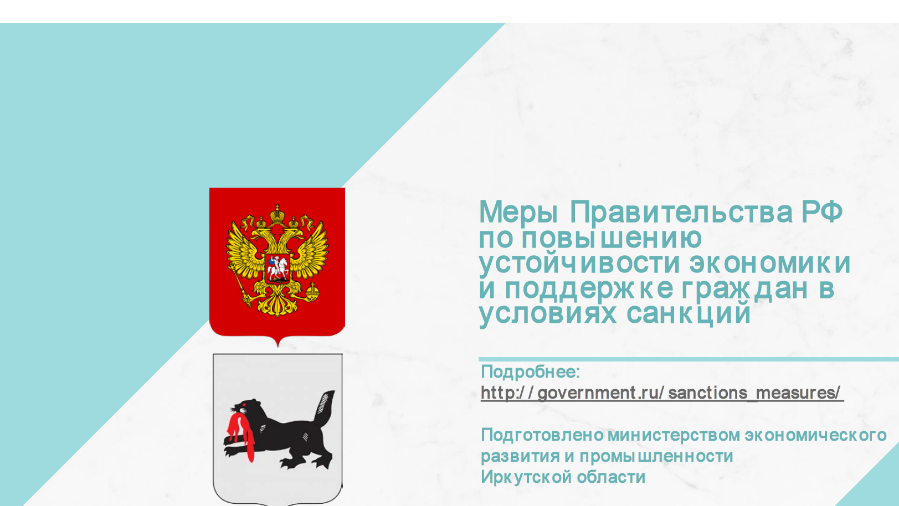 Меры Правительства РФ
по повышению
устойчивости экономики
и поддержке граждан в
условиях санкций
Подробнее:
http://government.ru/sanctions_measures/
Подготовлено министерством экономического
развития и промышленности
Иркутской области